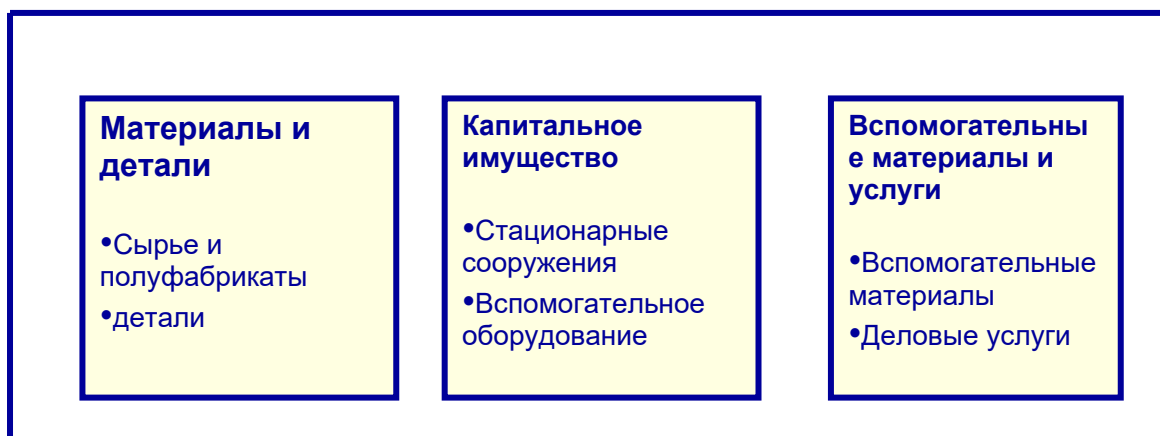 Материалы и
детали
•Сырье и
полуфабрикаты
•детали
Капитальное
имущество
•Стационарные
сооружения
•Вспомогательное
оборудование
Вспомогательны
е материалы и
услуги
•Вспомогательные
материалы
•Деловые услуги